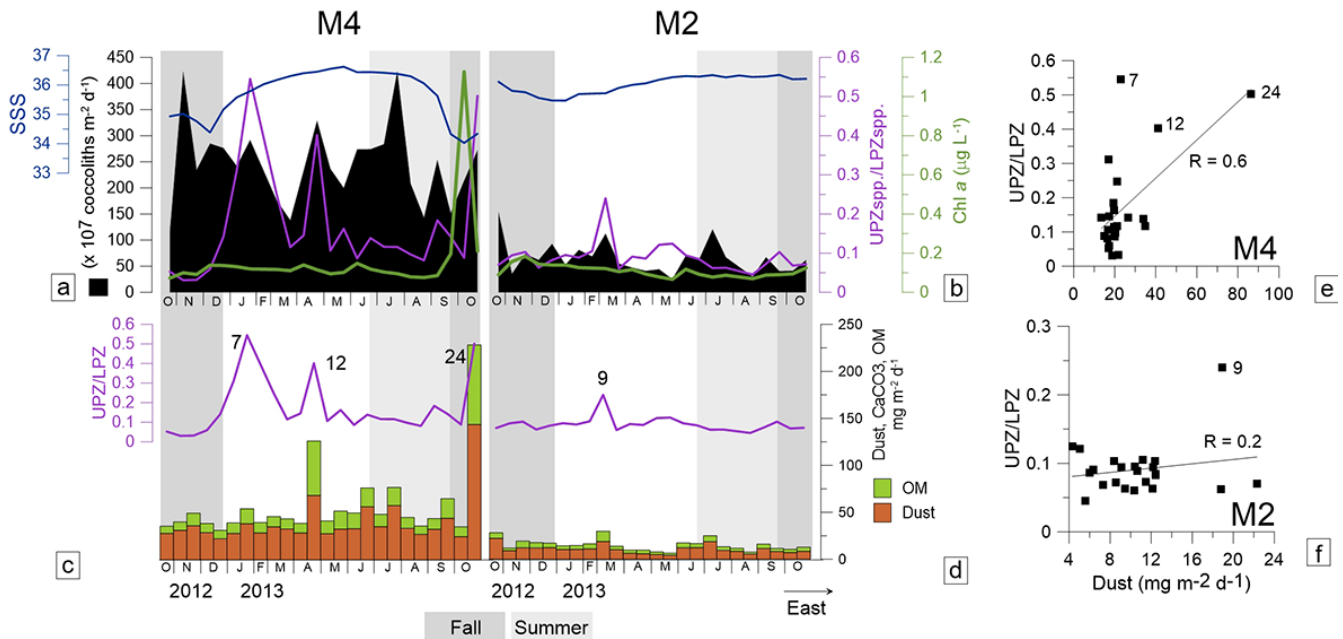 M4
M2
SSS
37
36
35
34
33
(x 10⁷ coccoliths m⁻² d⁻¹)
450
400
350
300
250
200
150
100
50
0
a
O N D J F M A M J J A S O
O N D J F M A M J J A S O
0.6
0.5
0.4
0.3
0.2
0.1
0.0
UPZspp./LPZspp.
1.2
1
0.8
0.6
0.4
0.2
0
Chl a (µg L⁻¹)
b
UPZ/LPZ
0.6
0.5
0.4
0.3
0.2
0.1
0
7
12
24
9
250
200
150
100
50
0
Dust, CaCO3, OM
mg m⁻² d⁻¹
OM
Dust
c
d
O N D J F M A M J J A S O
O N D J F M A M J J A S O
2012 2013
2012 2013
East
Fall
Summer
UPZ/LPZ
0.6
0.5
0.4
0.3
0.2
0.1
0
7
24
12
R = 0.6
M4
0 20 40 60 80 100
e
UPZ/LPZ
0.3
0.2
0.1
0
9
R = 0.2
M2
4 8 12 16 20 24
Dust (mg m⁻² d⁻¹)
f